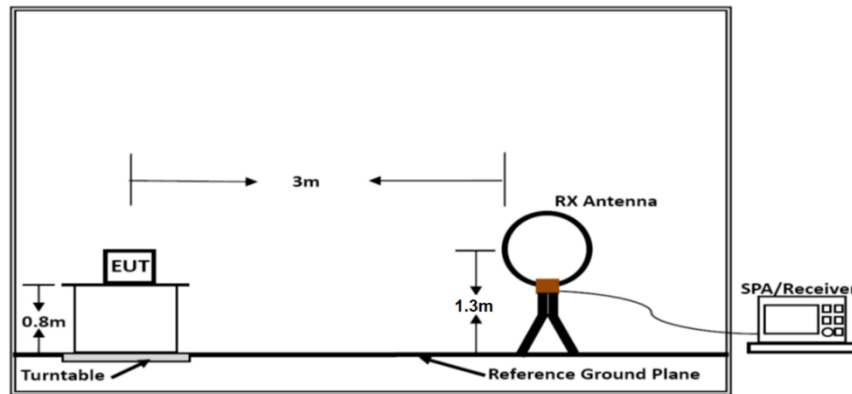 3m
RX Antenna
EUT
SPA/Receiver
0.8m
1.3m
Turntable
Reference Ground Plane